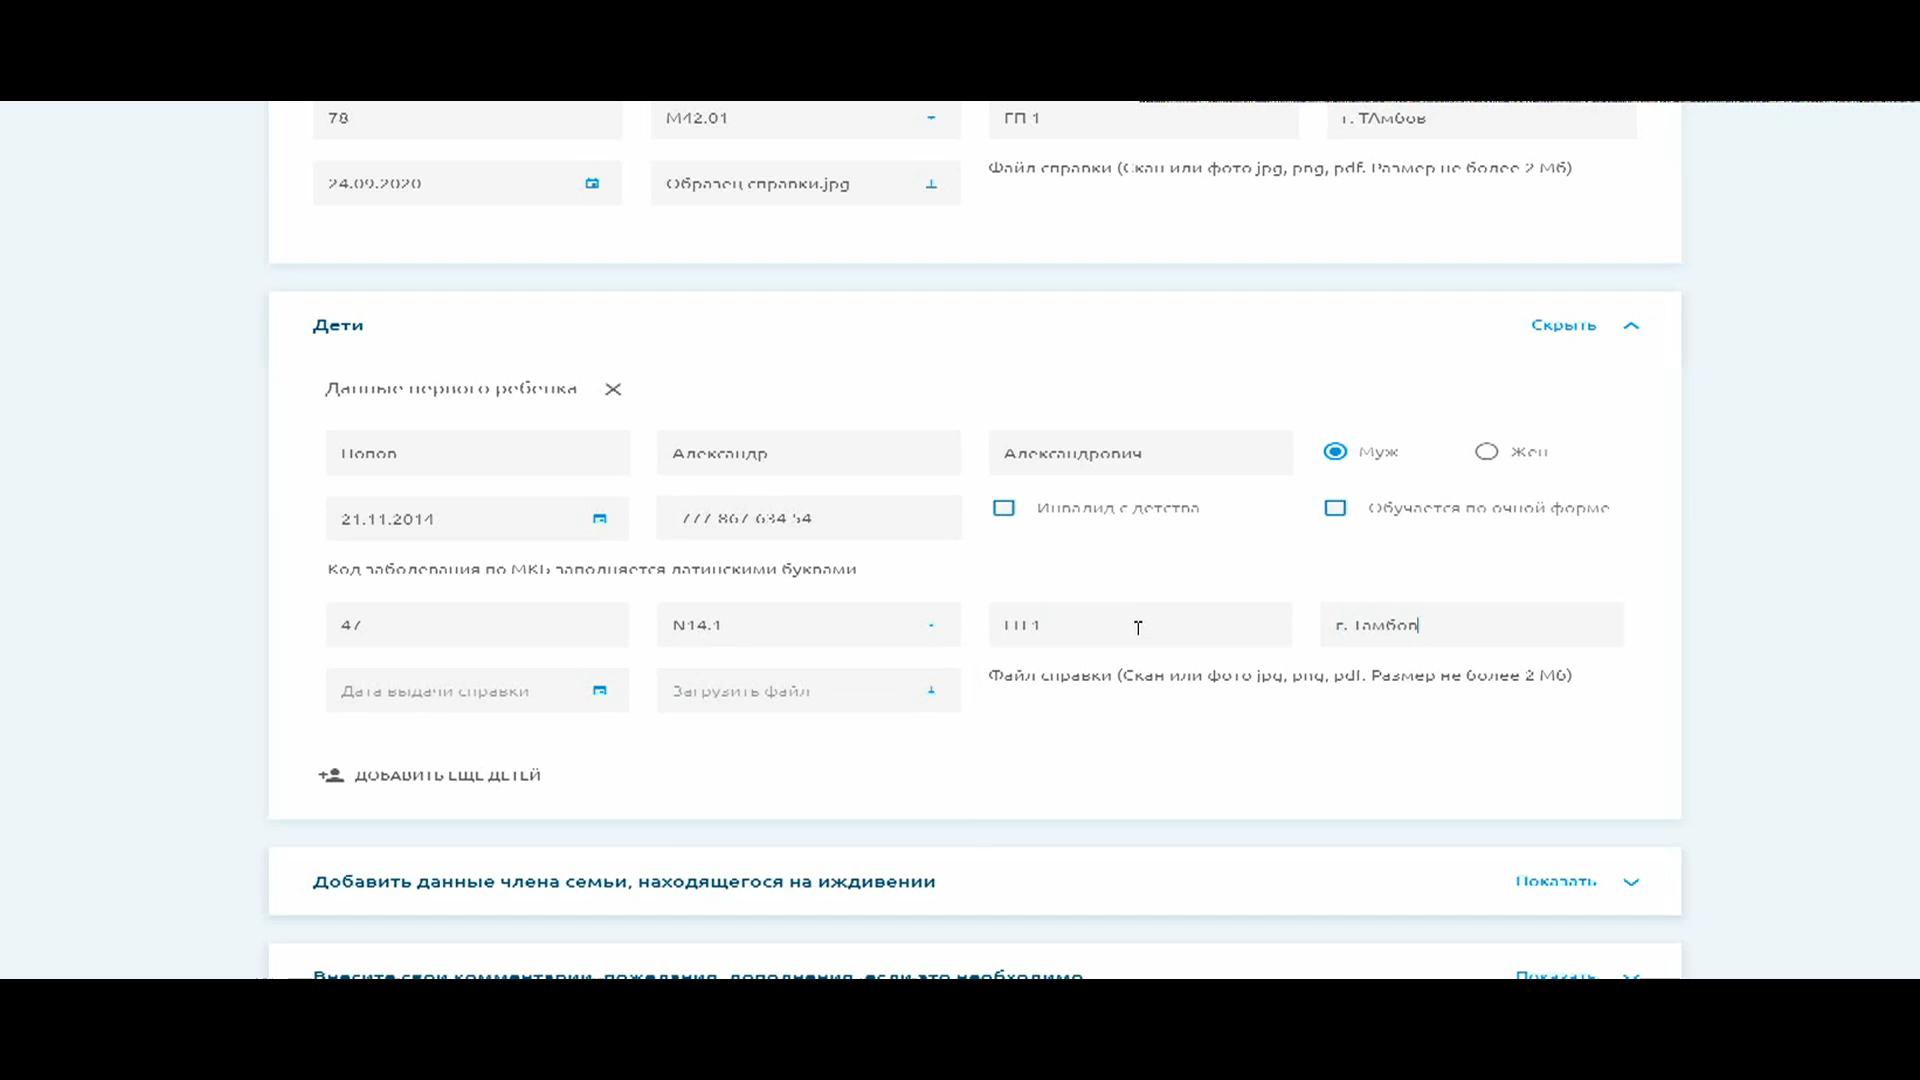 78 М42.01 ГП 1 г. ТАмбов
24.09.2020 Образец справки.jpg Файл справки (Скан или фото jpg, png, pdf. Размер не более 2 Мб)
Дети Скрыть
Данные первого ребенка
Попов Александр Александрович Муж Жен
21.11.2014 777 867 634 54 Инвалид с детства Обучается по очной форме
Код заболевания по МКБ заполняется латинскими буквами
47 N14.1 ГП 1 г. Тамбов
Дата выдачи справки Загрузить файл Файл справки (Скан или фото jpg, png, pdf. Размер не более 2 Мб)
ДОБАВИТЬ ЕЩЕ ДЕТЕЙ
Добавить данные члена семьи, находящегося на иждивении Показать
Внесите свои комментарии, пожелания, дополнения, если это необходимо Показать